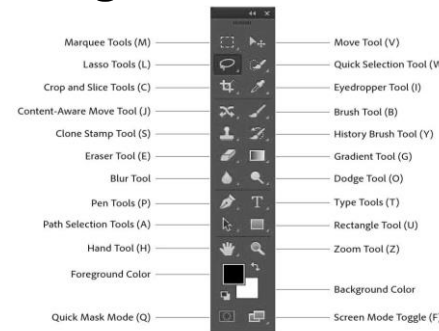 Marquee Tools (M)
Move Tool (V)
Lasso Tools (L)
Quick Selection Tool (W
Crop and Slice Tools (C)
Eyedropper Tool (I)
Content-Aware Move Tool (J)
Brush Tool (B)
Clone Stamp Tool (S)
History Brush Tool (Y)
Eraser Tool (E)
Gradient Tool (G)
Blur Tool
Dodge Tool (O)
Pen Tools (P)
Type Tools (T)
Path Selection Tools (A)
Rectangle Tool (U)
Hand Tool (H)
Zoom Tool (Z)
Foreground Color
Background Color
Quick Mask Mode (Q)
Screen Mode Toggle (F